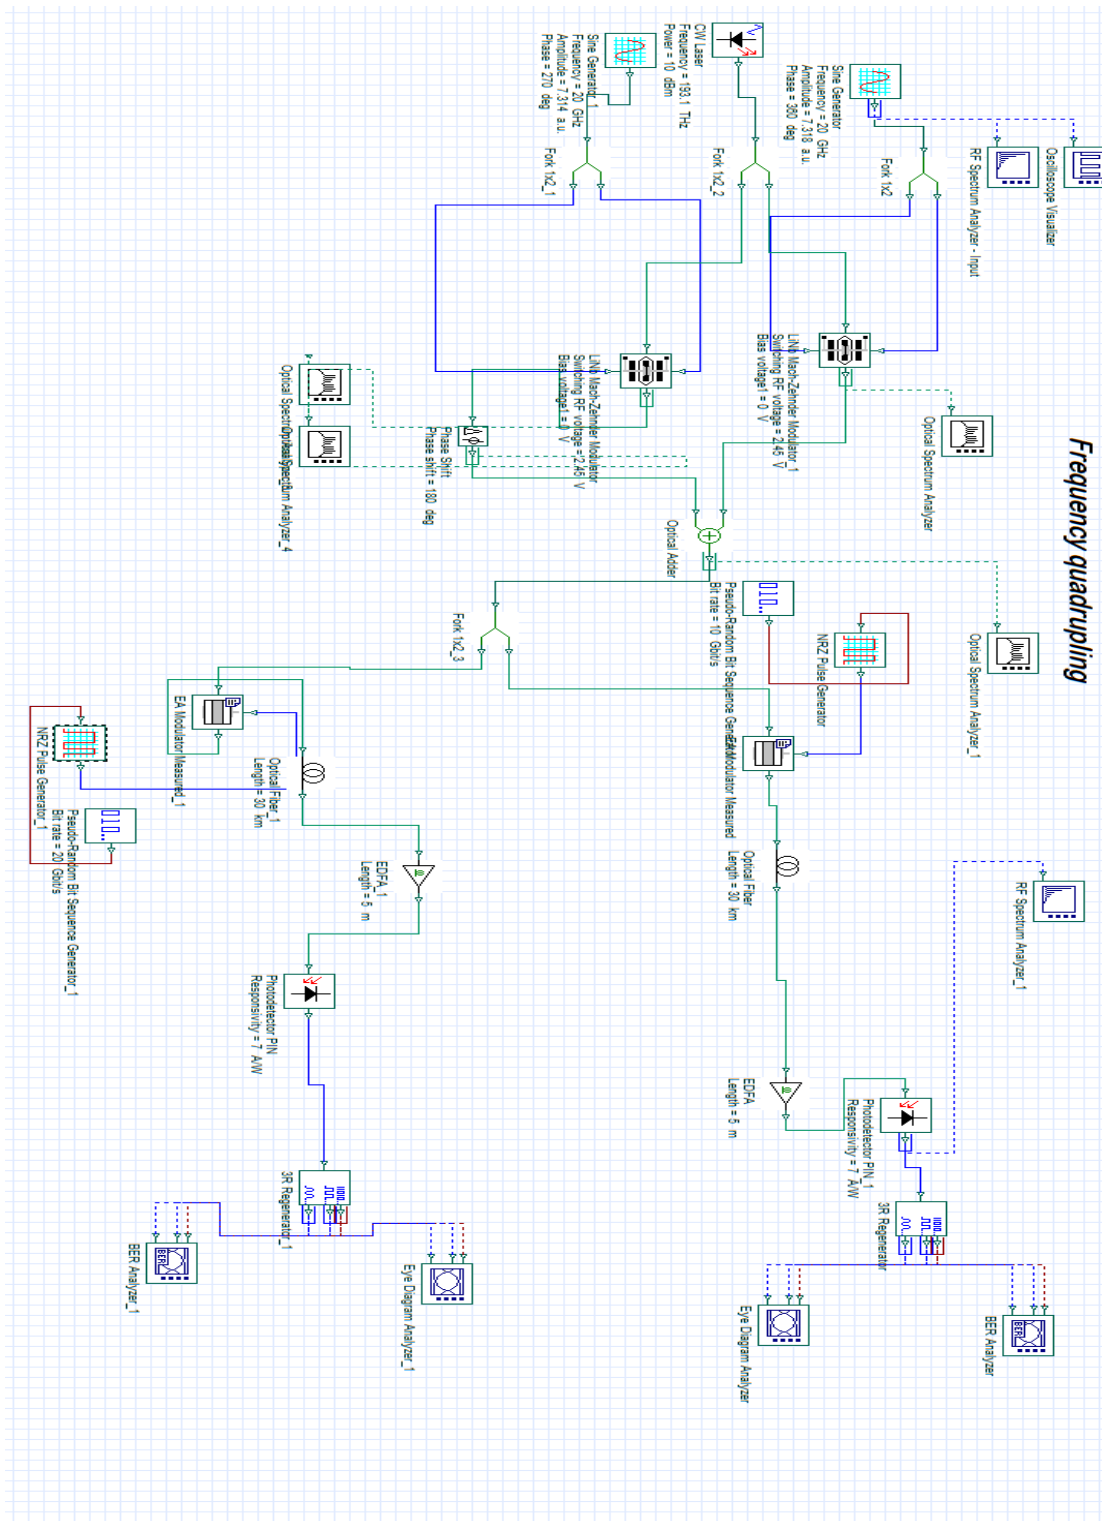 Frequency quadrupling
Oscilloscope Visualizer
RF Spectrum Analyzer - Input
Sine Generator
Frequency = 20 GHz
Amplitude = 7.318 a.u.
Phase = 360 deg
Fork 1x2
CW Laser
Frequency = 193.1 THz
Power = 10 dBm
Fork 1x2_2
Sine Generator_1
Frequency = 20 GHz
Amplitude = 7.314 a.u.
Phase = 270 deg
Fork 1x2_1
LiNb Mach-Zehnder Modulator_1
Switching RF voltage = 2.45 V
Bias voltage1 = 0 V
Optical Spectrum Analyzer
LiNb Mach-Zehnder Modulator
Switching RF voltage = 2.45 V
Bias voltage1 = 0 V
Phase Shift
Phase shift = 180 deg
Optical Spectrum Analyzer_4
Optical Adder
Optical Spectrum Analyzer_1
Pseudo-Random Bit Sequence Generator
Bit rate = 10 Gbit/s
010..
NRZ Pulse Generator
EA Modulator Measured
Fork 1x2_3
EA Modulator Measured_1
NRZ Pulse Generator_1
010..
Pseudo-Random Bit Sequence Generator_1
Bit rate = 20 Gbit/s
Optical Fiber_1
Length = 30 km
Optical Fiber
Length = 30 km
EDFA_1
Length = 5 m
EDFA
Length = 5 m
RF Spectrum Analyzer_1
Photodetector PIN
Responsivity = 7 A/W
Photodetector PIN_1
Responsivity = 7 A/W
3R Regenerator_1
3R Regenerator
BER
BER Analyzer_1
Eye Diagram Analyzer_1
Eye Diagram Analyzer
BER
BER Analyzer